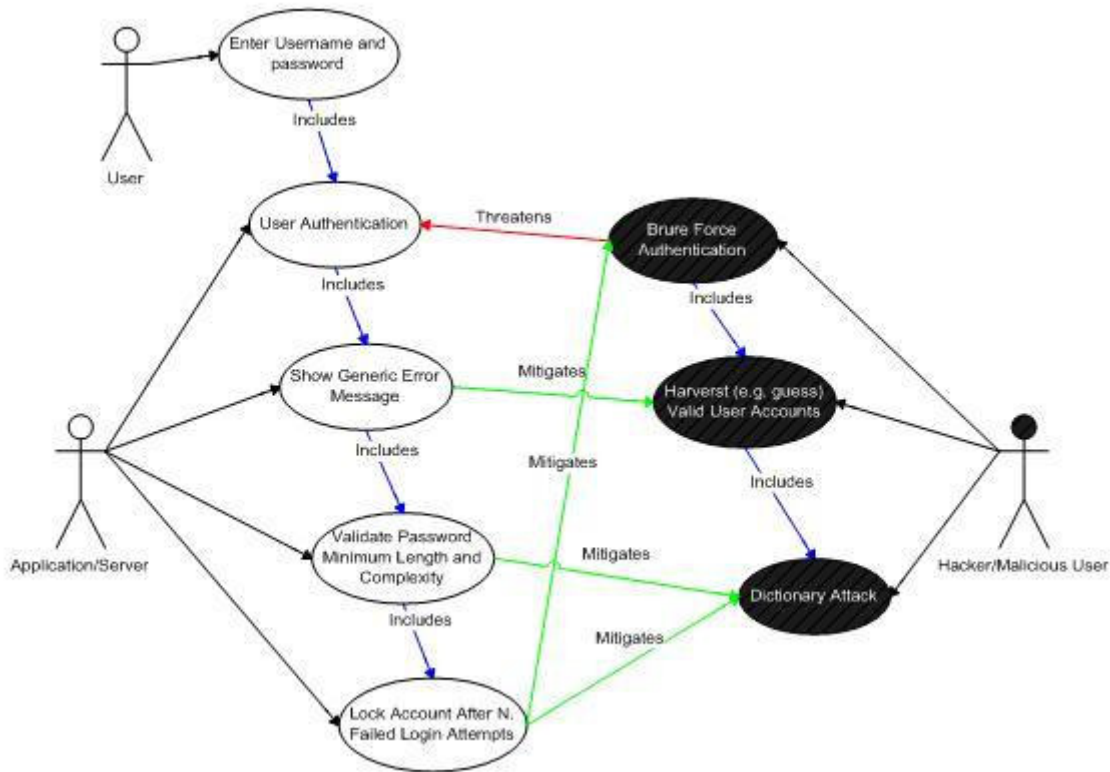 Enter Username and
password
Includes
User
User Authentication
Threatens
Brure Force
Authentication
Includes
Includes
Show Generic Error
Message
Mitigates
Harverst (e.g. guess)
Valid User Accounts
Includes
Mitigates
Includes
Application/Server
Validate Password
Minimum Length and
Complexity
Mitigates
Hacker/Malicious User
Dictionary Attack
Includes
Mitigates
Lock Account After N.
Failed Login Attempts